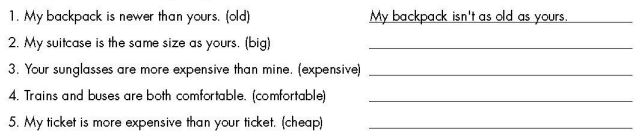 1. My backpack is newer than yours. (old) My backpack isn't as old as yours.
2. My suitcase is the same size as yours. (big)
3. Your sunglasses are more expensive than mine. (expensive)
4. Trains and buses are both comfortable. (comfortable)
5. My ticket is more expensive than your ticket. (cheap)